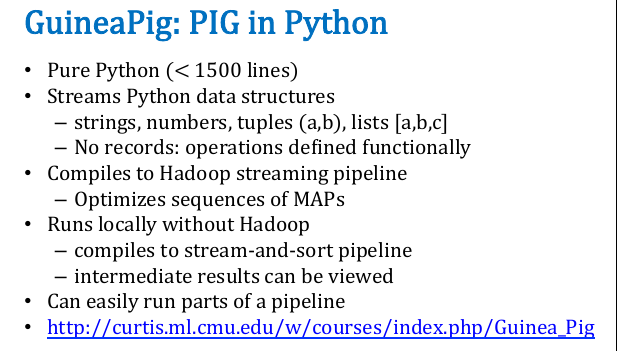 GuineaPig: PIG in Python
• Pure Python (< 1500 lines)
• Streams Python data structures
– strings, numbers, tuples (a,b), lists [a,b,c]
– No records: operations defined functionally
• Compiles to Hadoop streaming pipeline
– Optimizes sequences of MAPs
• Runs locally without Hadoop
– compiles to stream-and-sort pipeline
– intermediate results can be viewed
• Can easily run parts of a pipeline
• http://curtis.ml.cmu.edu/w/courses/index.php/Guinea_Pig